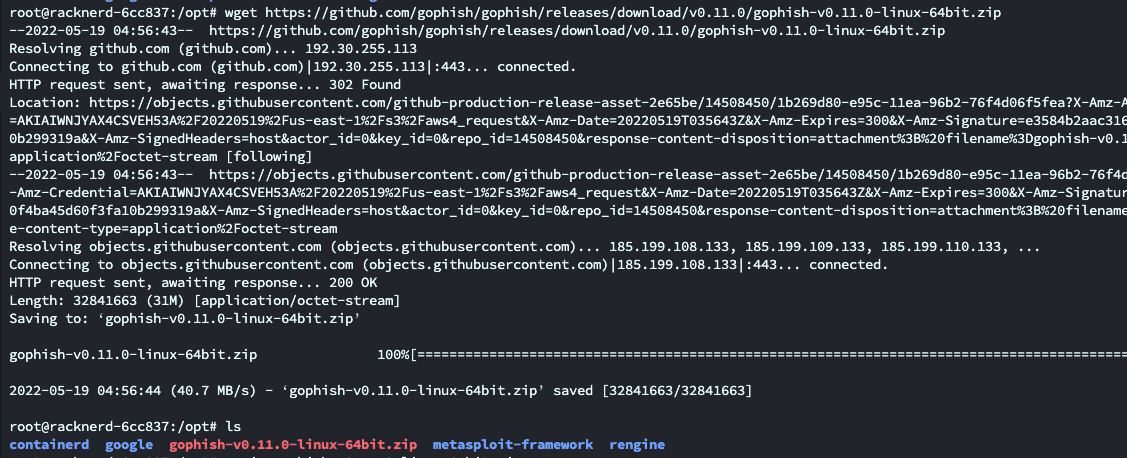 root@racknerd-6cc837:/opt# wget https://github.com/gophish/gophish/releases/download/v0.11.0/gophish-v0.11.0-linux-64bit.zip
--2022-05-19 04:56:43--  https://github.com/gophish/gophish/releases/download/v0.11.0/gophish-v0.11.0-linux-64bit.zip
Resolving github.com (github.com)... 192.30.255.113
Connecting to github.com (github.com)|192.30.255.113|:443... connected.
HTTP request sent, awaiting response... 302 Found
Location: https://objects.githubusercontent.com/github-production-release-asset-2e65be/14508450/1b269d80-e95c-11ea-96b2-76f4d06f5fea?X-Amz-A
=AKIAIWNJYAX4CSVEH53A%2F20220519%2Fus-east-1%2Fs3%2Faws4_request&X-Amz-Date=20220519T035643Z&X-Amz-Expires=300&X-Amz-Signature=e3584b2aac316
0b299319a&X-Amz-SignedHeaders=host&actor_id=0&key_id=0&repo_id=14508450&response-content-disposition=attachment%3B%20filename%3Dgophish-v0.1
application%2Foctet-stream [following]
--2022-05-19 04:56:43--  https://objects.githubusercontent.com/github-production-release-asset-2e65be/14508450/1b269d80-e95c-11ea-96b2-76f4d
-Amz-Credential=AKIAIWNJYAX4CSVEH53A%2F20220519%2Fus-east-1%2Fs3%2Faws4_request&X-Amz-Date=20220519T035643Z&X-Amz-Expires=300&X-Amz-Signatur
0f4ba45d60f3fa10b299319a&X-Amz-SignedHeaders=host&actor_id=0&key_id=0&repo_id=14508450&response-content-disposition=attachment%3B%20filename
e-content-type=application%2Foctet-stream
Resolving objects.githubusercontent.com (objects.githubusercontent.com)... 185.199.108.133, 185.199.109.133, 185.199.110.133, ...
Connecting to objects.githubusercontent.com (objects.githubusercontent.com)|185.199.108.133|:443... connected.
HTTP request sent, awaiting response... 200 OK
Length: 32841663 (31M) [application/octet-stream]
Saving to: ‘gophish-v0.11.0-linux-64bit.zip’
gophish-v0.11.0-linux-64bit.zip 100%[=========================================================================================
2022-05-19 04:56:44 (40.7 MB/s) - ‘gophish-v0.11.0-linux-64bit.zip’ saved [32841663/32841663]
root@racknerd-6cc837:/opt# ls
containerd  google  gophish-v0.11.0-linux-64bit.zip  metasploit-framework  rengine